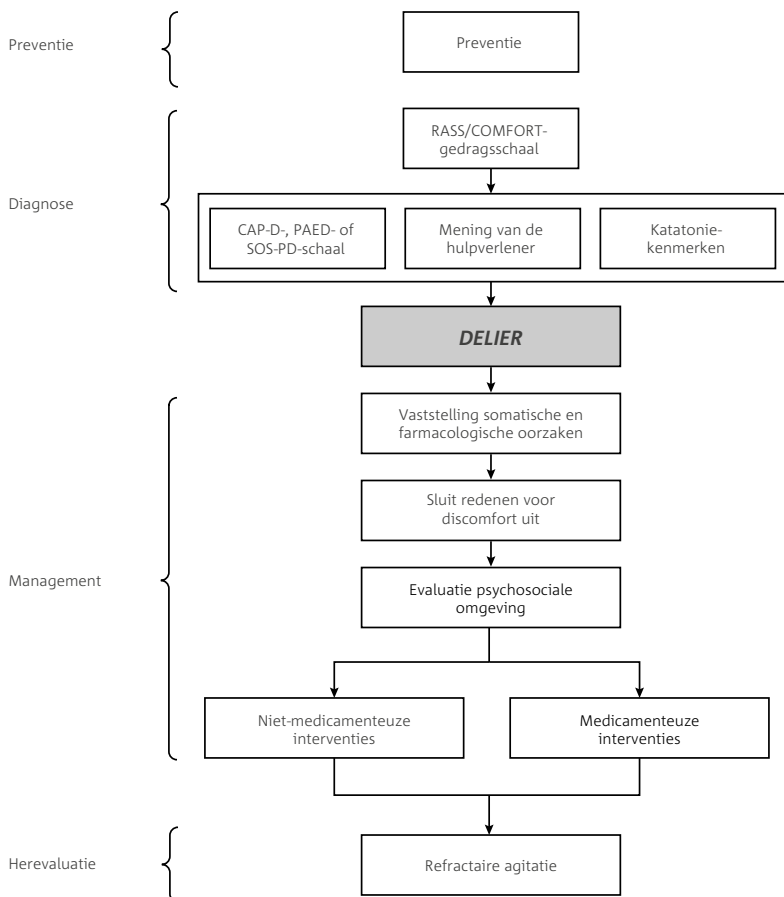 Preventie
Preventie
RASS/COMFORT-
gedragsschaal
Diagnose
CAP-D-, PAED- of
SOS-PD-schaal
Mening van de
hulpverlener
Katatonie-
kenmerken
DELIER
Vaststelling somatische en
farmacologische oorzaken
Sluit redenen voor
discomfort uit
Management
Evaluatie psychosociale
omgeving
Niet-medicamenteuze
interventies
Medicamenteuze
interventies
Herevaluatie
Refractaire agitatie